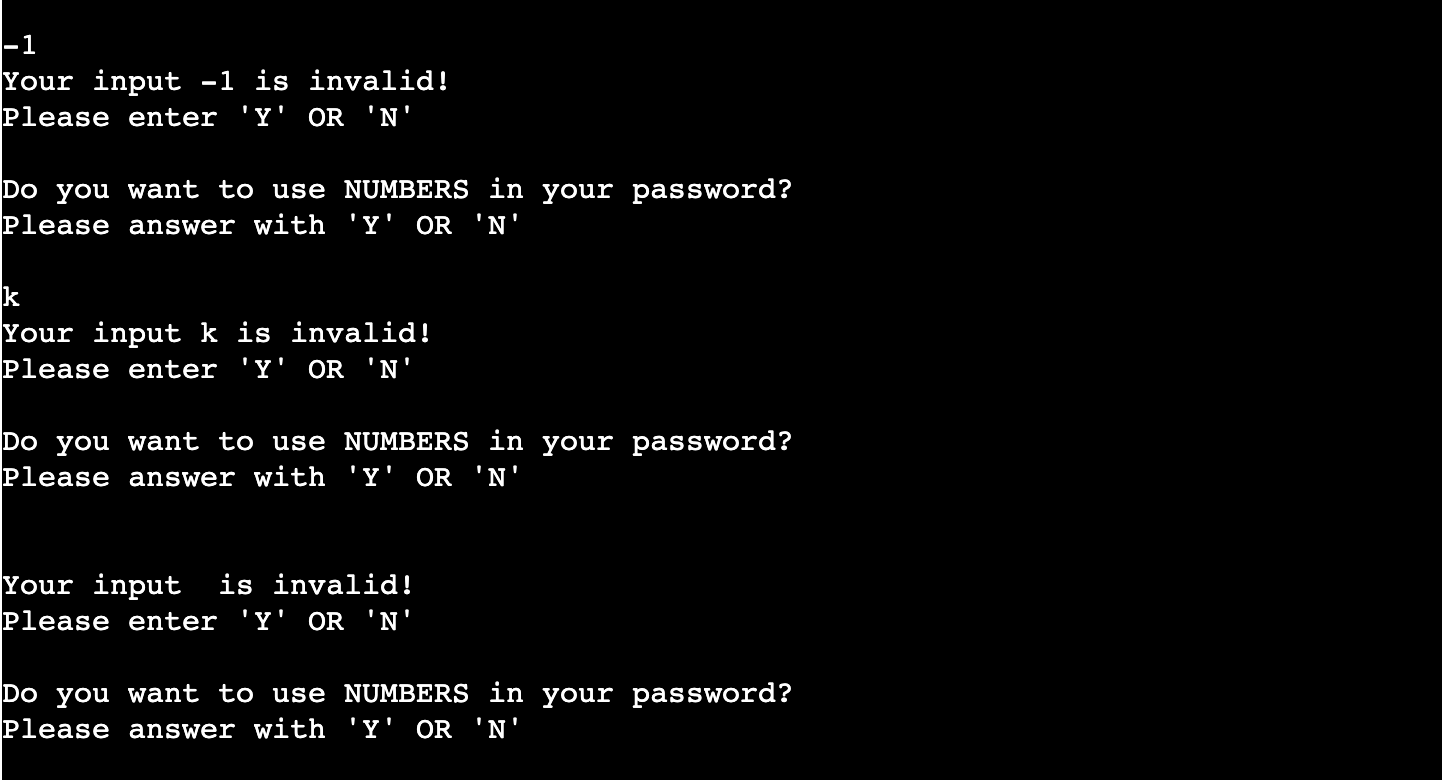 -1
Your input -1 is invalid!
Please enter 'Y' OR 'N'
Do you want to use NUMBERS in your password?
Please answer with 'Y' OR 'N'
k
Your input k is invalid!
Please enter 'Y' OR 'N'
Do you want to use NUMBERS in your password?
Please answer with 'Y' OR 'N'
Your input  is invalid!
Please enter 'Y' OR 'N'
Do you want to use NUMBERS in your password?
Please answer with 'Y' OR 'N'